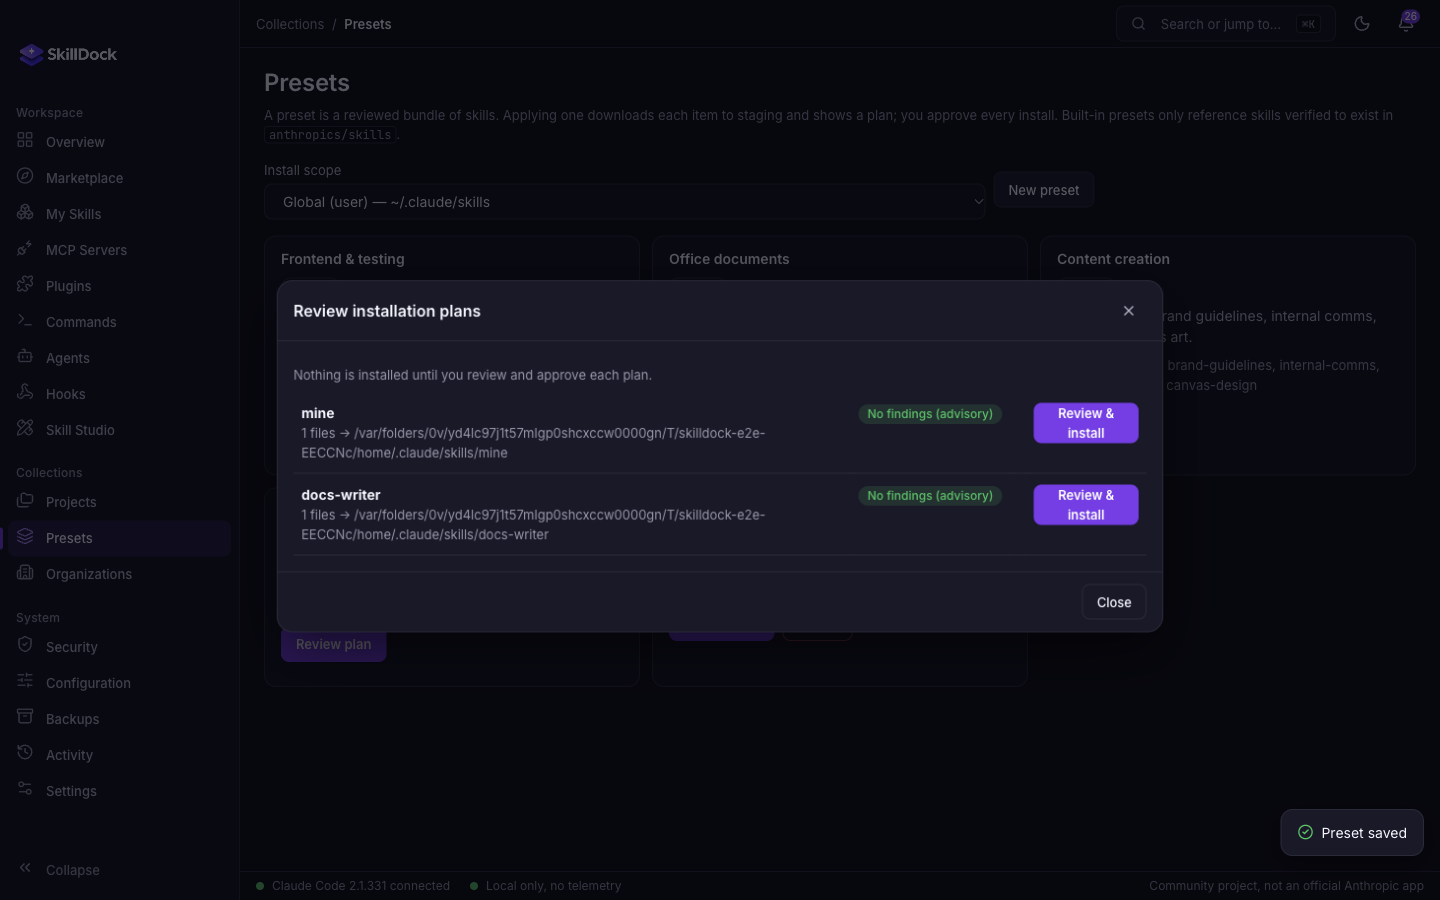 SkillDock
Collections / Presets
Search or jump to...
⌘K
26
Workspace
Overview
Marketplace
My Skills
MCP Servers
Plugins
Commands
Agents
Hooks
Skill Studio
Collections
Projects
Presets
Organizations
System
Security
Configuration
Backups
Activity
Settings
Collapse
Presets
A preset is a reviewed bundle of skills. Applying one downloads each item to staging and shows a plan; you approve every install. Built-in presets only reference skills verified to exist in
anthropics/skills.
Install scope
Global (user) — ~/.claude/skills
New preset
Frontend & testing
Office documents
Content creation
rand guidelines, internal comms,
s art.
brand-guidelines, internal-comms,
canvas-design
Review installation plans
Nothing is installed until you review and approve each plan.
mine
1 files → /var/folders/0v/yd4lc97j1t57mlgp0shcxccw0000gn/T/skilldock-e2e-
EECCNc/home/.claude/skills/mine
No findings (advisory)
Review &
install
docs-writer
1 files → /var/folders/0v/yd4lc97j1t57mlgp0shcxccw0000gn/T/skilldock-e2e-
EECCNc/home/.claude/skills/docs-writer
No findings (advisory)
Review &
install
Close
Review plan
Preset saved
Claude Code 2.1.331 connected
Local only, no telemetry
Community project, not an official Anthropic app